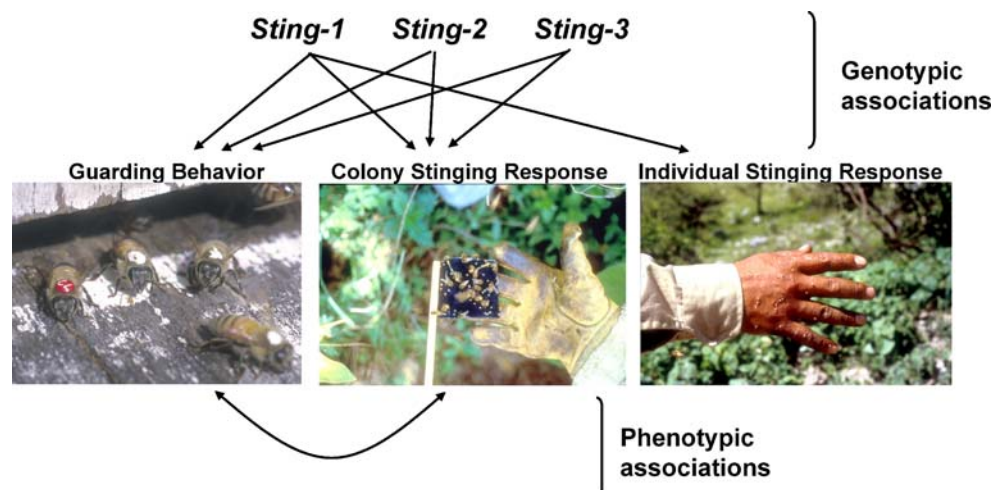 Sting-1 Sting-2 Sting-3
Genotypic
associations
Guarding Behavior Colony Stinging Response Individual Stinging Response
Phenotypic
associations